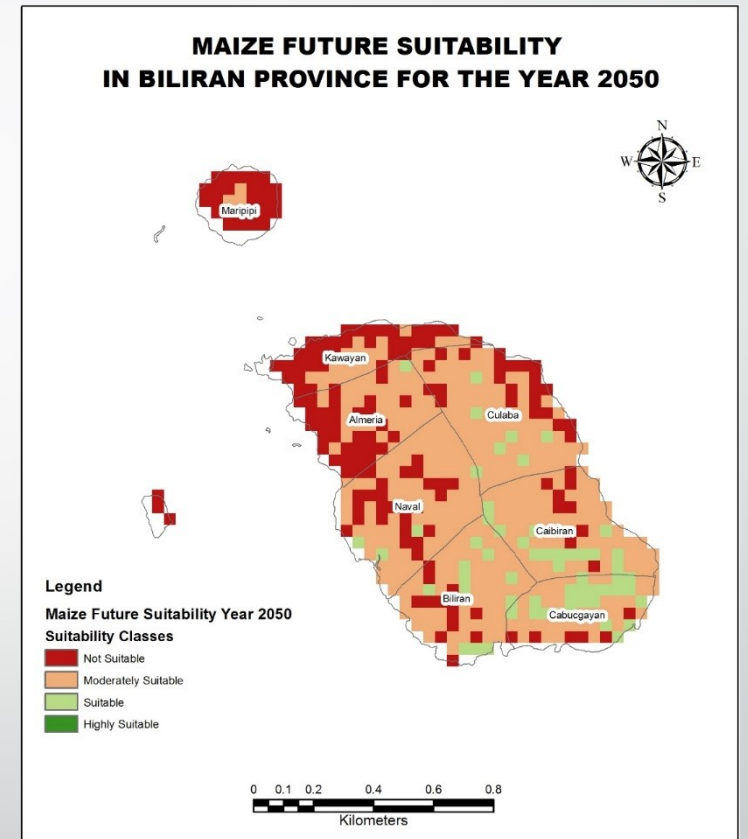 MAIZE FUTURE SUITABILITY
IN BILIRAN PROVINCE FOR THE YEAR 2050
N
W E
S
Maripipi
Kawayan
Almeria
Culaba
Naval
Caibiran
Biliran
Cabucgayan
Legend
Maize Future Suitability Year 2050
Suitability Classes
Not Suitable
Moderately Suitable
Suitable
Highly Suitable
0 0.1 0.2 0.4 0.6 0.8
Kilometers